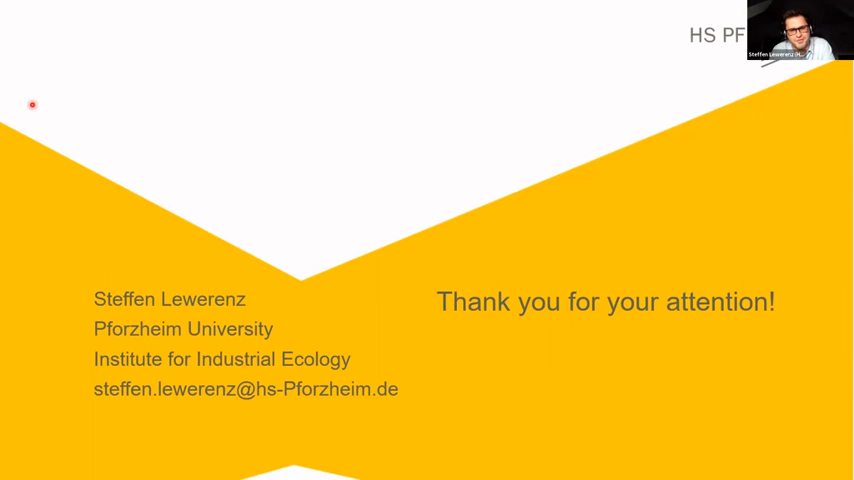 HS PF
Steffen Lewerenz (H...
Steffen Lewerenz
Pforzheim University
Institute for Industrial Ecology
steffen.lewerenz@hs-Pforzheim.de
Thank you for your attention!